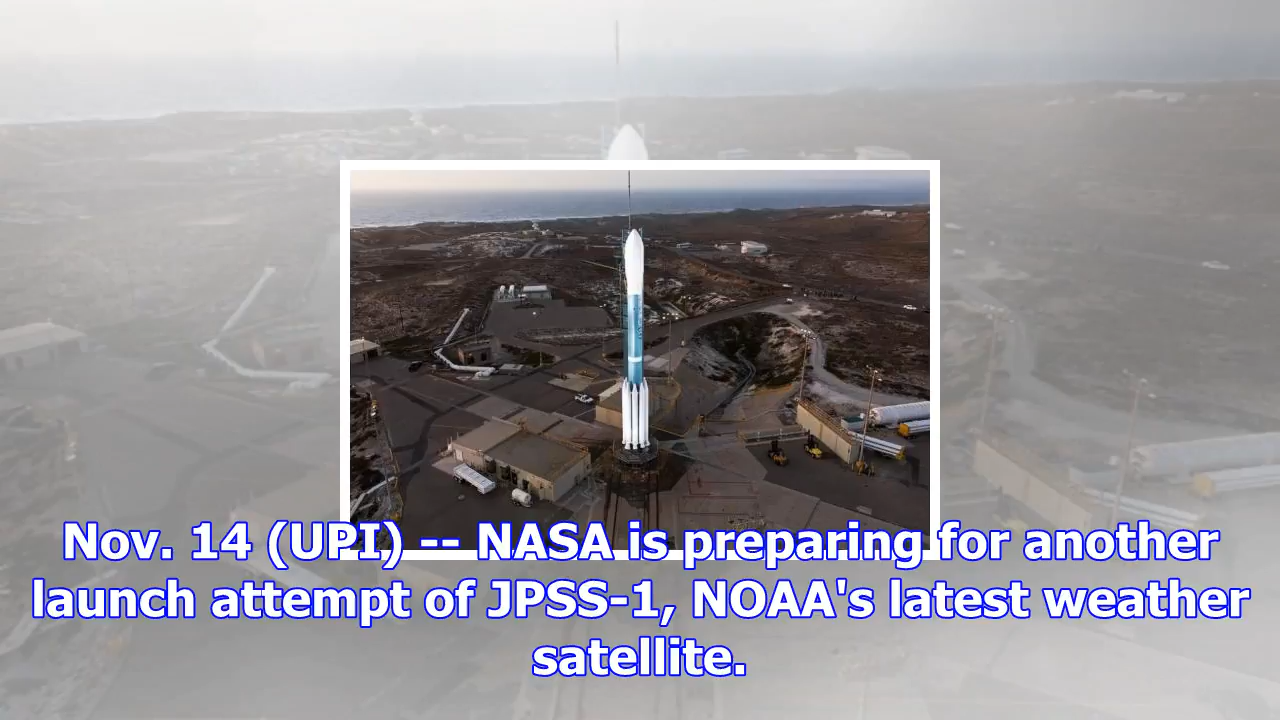 Nov. 14 (UPI) -- NASA is preparing for another
launch attempt of JPSS-1, NOAA's latest weather
satellite.